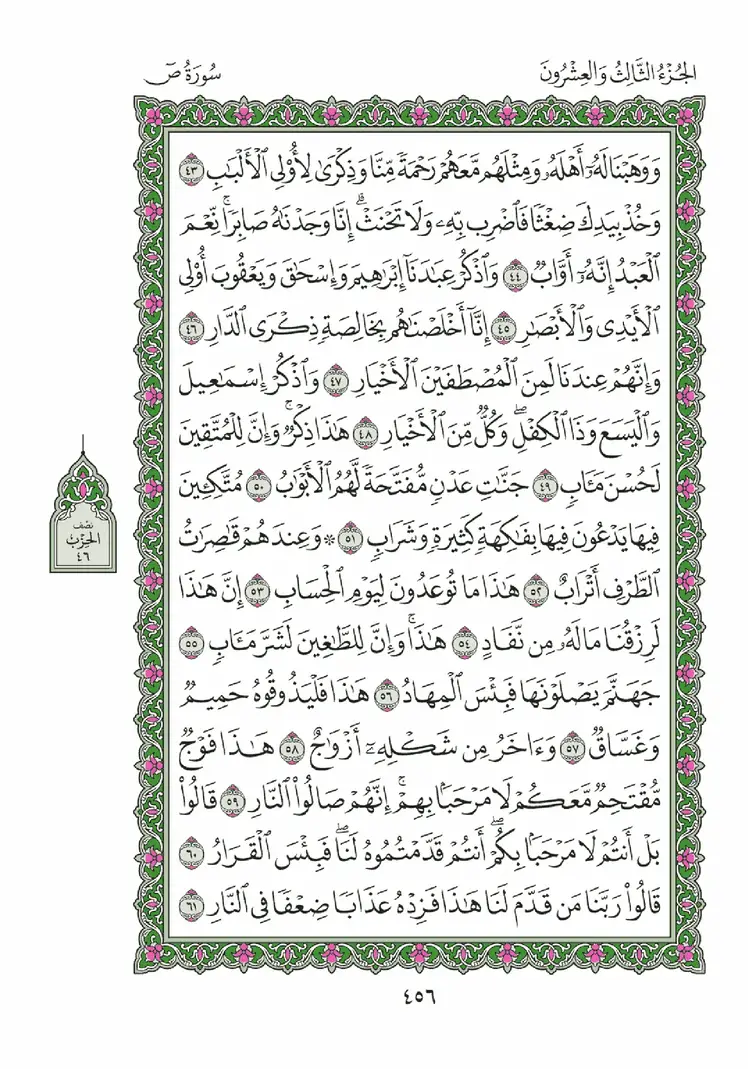 الجُزْءُ الثَّالِثُ وَالعِشْرُونَ
سُورَةُ صٓ
وَوَهَبۡنَا لَهُۥٓ أَهۡلَهُۥ وَمِثۡلَهُم مَّعَهُمۡ رَحۡمَةٗ مِّنَّا وَذِكۡرَىٰ لِأُوْلِي ٱلۡأَلۡبَٰبِ ٤٣
وَخُذۡ بِيَدِكَ ضِغۡثٗا فَٱضۡرِب بِّهِۦ وَلَا تَحۡنَثۡۗ إِنَّا وَجَدۡنَٰهُ صَابِرٗاۚ نِّعۡمَ
ٱلۡعَبۡدُ إِنَّهُۥٓ أَوَّابٞ ٤٤ وَٱذۡكُرۡ عِبَٰدَنَآ إِبۡرَٰهِيمَ وَإِسۡحَٰقَ وَيَعۡقُوبَ أُوْلِي
ٱلۡأَيۡدِي وَٱلۡأَبۡصَٰرِ ٤٥ إِنَّآ أَخۡلَصۡنَٰهُم بِخَالِصَةٖ ذِكۡرَى ٱلدَّارِ ٤٦
وَإِنَّهُمۡ عِندَنَا لَمِنَ ٱلۡمُصۡطَفَيۡنَ ٱلۡأَخۡيَارِ ٤٧ وَٱذۡكُرۡ إِسۡمَٰعِيلَ
وَٱلۡيَسَعَ وَذَا ٱلۡكِفۡلِۖ وَكُلّٞ مِّنَ ٱلۡأَخۡيَارِ ٤٨ هَٰذَا ذِكۡرٞۚ وَإِنَّ لِلۡمُتَّقِينَ
لَحُسۡنَ مَـَٔابٖ ٤٩ جَنَّٰتِ عَدۡنٖ مُّفَتَّحَةٗ لَّهُمُ ٱلۡأَبۡوَٰبُ ٥٠ مُتَّكِـِٔينَ
فِيهَا يَدۡعُونَ فِيهَا بِفَٰكِهَةٖ كَثِيرَةٖ وَشَرَابٖ ٥١ ۞وَعِندَهُمۡ قَٰصِرَٰتُ
ٱلطَّرۡفِ أَتۡرَابٌ ٥٢ هَٰذَا مَا تُوعَدُونَ لِيَوۡمِ ٱلۡحِسَابِ ٥٣ إِنَّ هَٰذَا
لَرِزۡقُنَا مَا لَهُۥ مِن نَّفَادٍ ٥٤ هَٰذَاۚ وَإِنَّ لِلطَّٰغِينَ لَشَرَّ مَـَٔابٖ ٥٥
جَهَنَّمَ يَصۡلَوۡنَهَا فَبِئۡسَ ٱلۡمِهَادُ ٥٦ هَٰذَا فَلۡيَذُوقُوهُ حَمِيمٞ
وَغَسَّاقٞ ٥٧ وَءَاخَرُ مِن شَكۡلِهِۦٓ أَزۡوَٰجٌ ٥٨ هَٰذَا فَوۡجٞ
مُّقۡتَحِمٞ مَّعَكُمۡ لَا مَرۡحَبَۢا بِهِمۡۚ إِنَّهُمۡ صَالُواْ ٱلنَّارِ ٥٩ قَالُواْ
بَلۡ أَنتُمۡ لَا مَرۡحَبَۢا بِكُمۡۖ أَنتُمۡ قَدَّمۡتُمُوهُ لَنَاۖ فَبِئۡسَ ٱلۡقَرَارُ ٦٠
قَالُواْ رَبَّنَا مَن قَدَّمَ لَنَا هَٰذَا فَزِدۡهُ عَذَابٗا ضِعۡفٗا فِي ٱلنَّارِ ٦١
نصف
الحزب
٤٦
٤٥٦